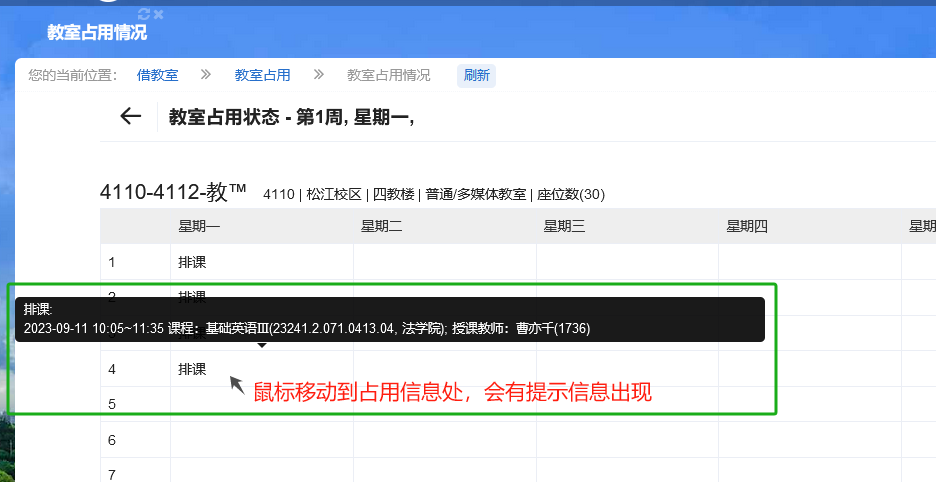 教室占用情况
您的当前位置： 借教室 >> 教室占用 >> 教室占用情况 刷新
教室占用状态 - 第1周, 星期一,
4110-4112-教™ 4110 | 松江校区 | 四教楼 | 普通/多媒体教室 | 座位数(30)
星期一 星期二 星期三 星期四 星期
1 排课
2 排课
排课:
2023-09-11 10:05~11:35 课程：基础英语Ⅲ(23241.2.071.0413.04, 法学院); 授课教师：曹亦千(1736)
4 排课
鼠标移动到占用信息处，会有提示信息出现
5
6
7